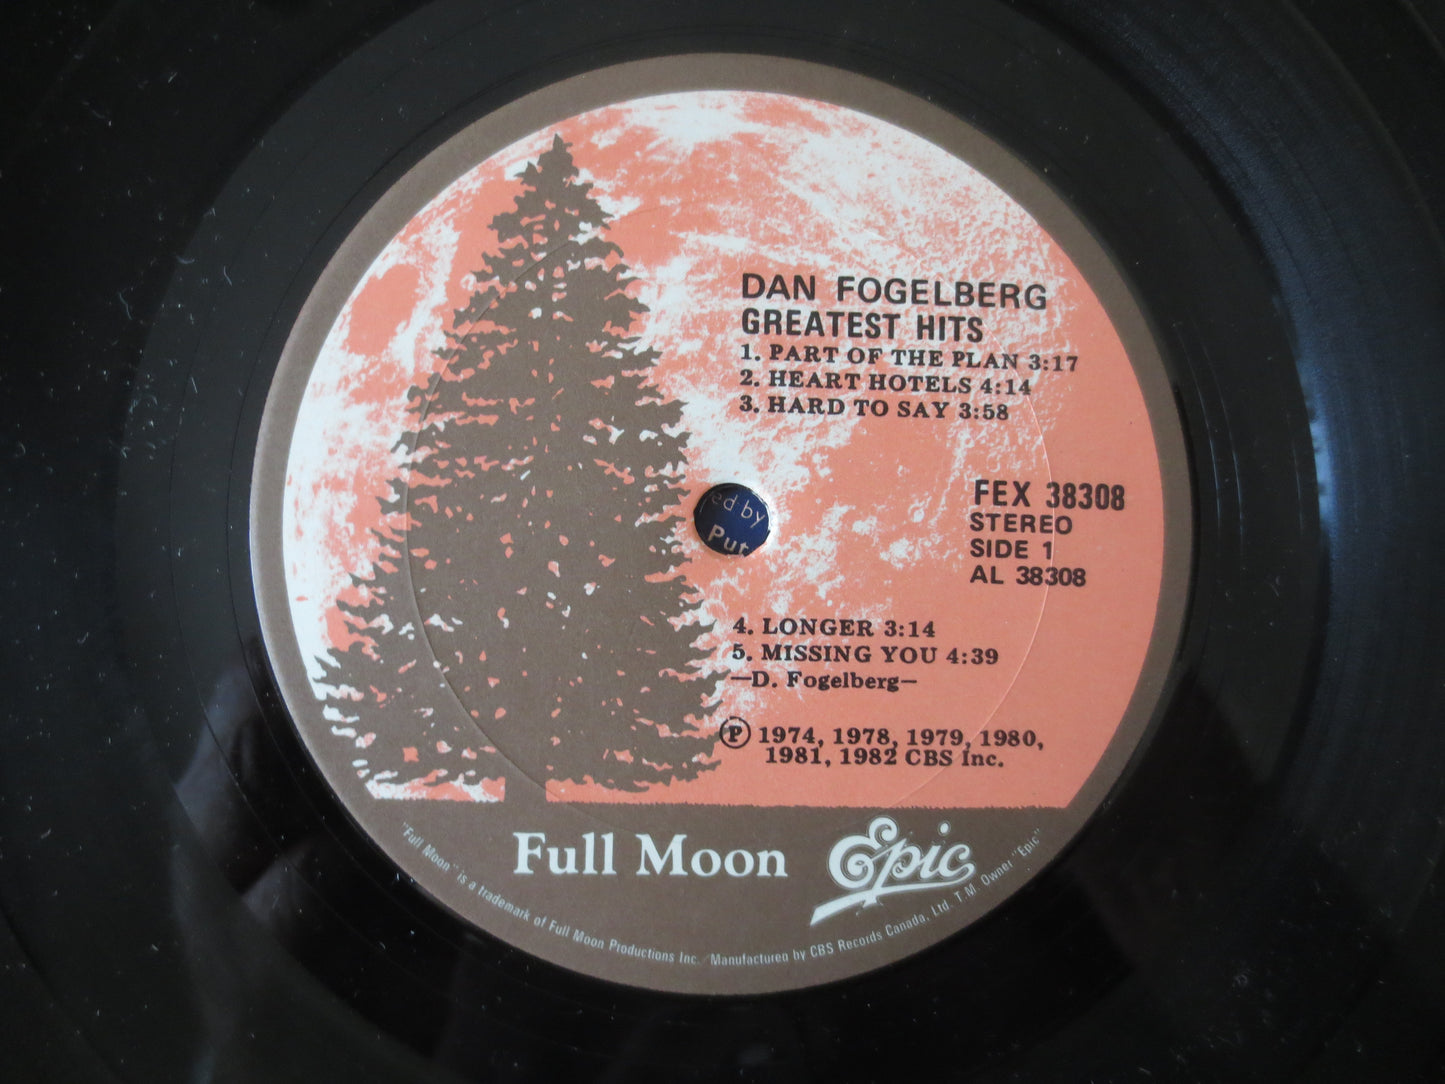 DAN FOGELBERG
GREATEST HITS
1. PART OF THE PLAN 3:17
2. HEART HOTELS 4:14
3. HARD TO SAY 3:58
FEX 38308
STEREO
SIDE 1
AL 38308
ed by
Put
4. LONGER 3:14
5. MISSING YOU 4:39
—D. Fogelberg—
Ⓟ 1974, 1978, 1979, 1980,
1981, 1982 CBS Inc.
Full Moon
Epic
"Full Moon" is a trademark of Full Moon Productions Inc. Manufactured by CBS Records Canada, Ltd. T.M. Owner "Epic"